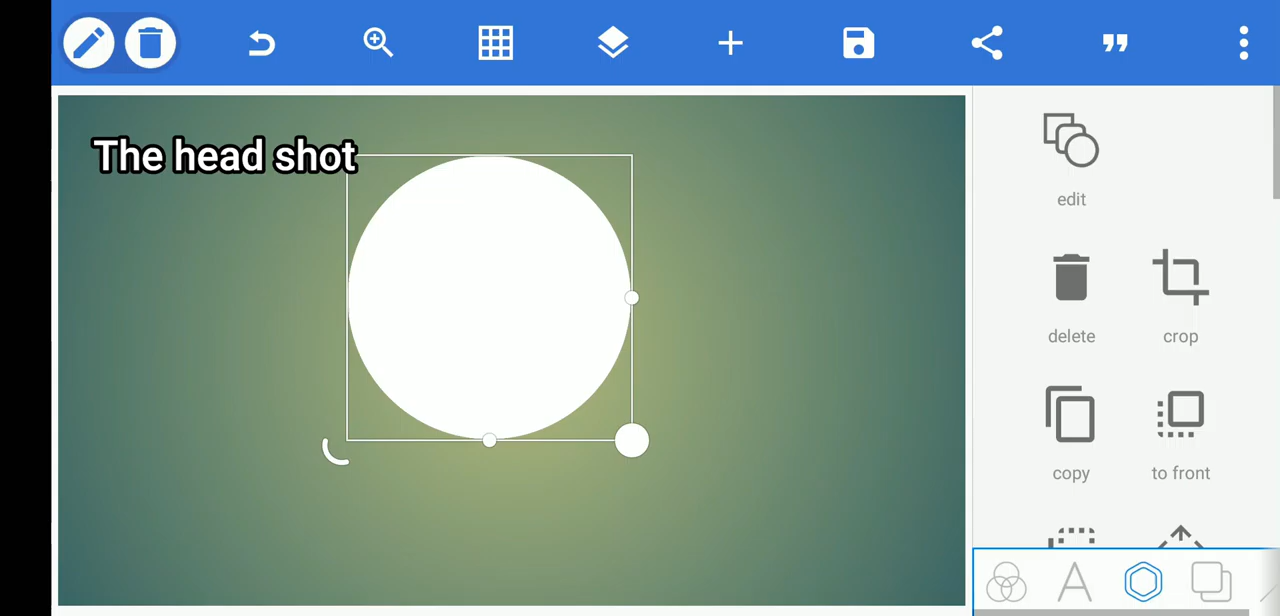 The head shot
edit
delete
crop
copy
to front